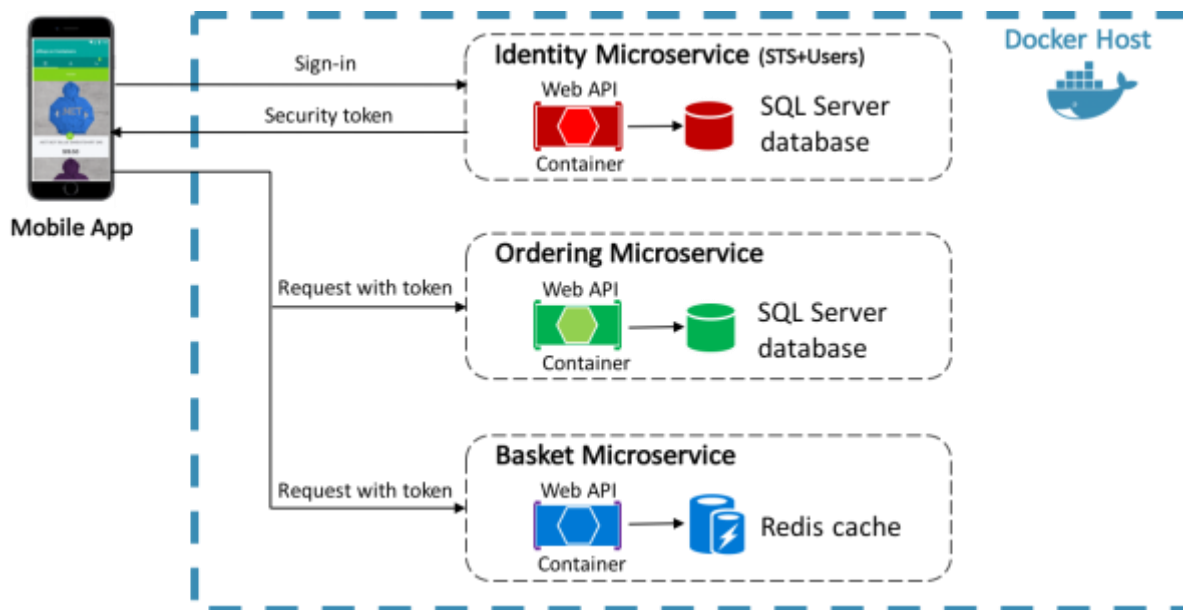 Docker Host
Identity Microservice (STS+Users)
Sign-in
Web API
SQL Server
database
Security token
Container
Mobile App
Ordering Microservice
Web API
Request with token
SQL Server
database
Container
Basket Microservice
Web API
Request with token
Redis cache
Container